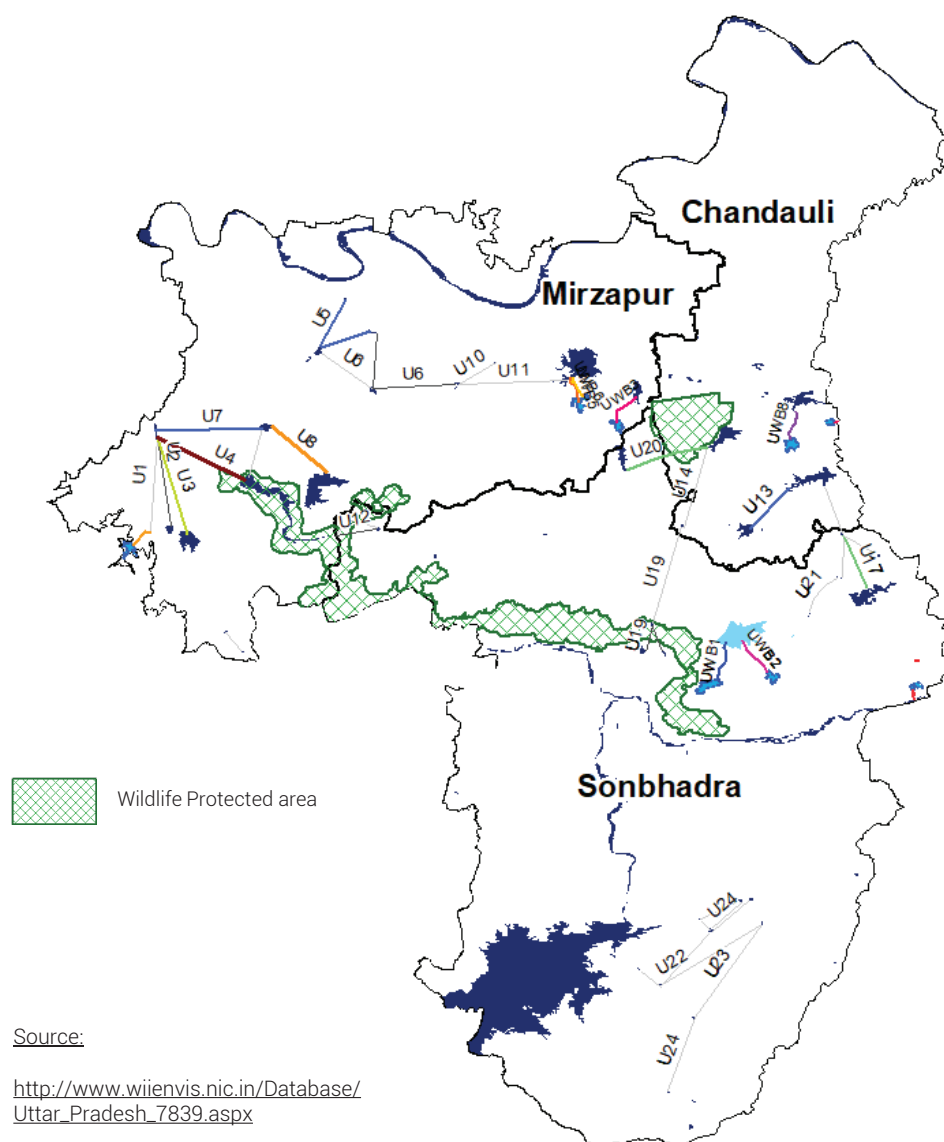 Chandauli
Mirzapur
U5
U6
U6
U10
U11
UWB5
UWB3
U7
U8
U2
U4
U1
U3
U20
U14
UWB8
U13
U12
U19
U21
U17
U19
UWB1
UWB2
Sonbhadra
Wildlife Protected area
U24
U22
U23
U24
Source:
http://www.wiienvis.nic.in/Database/
Uttar_Pradesh_7839.aspx